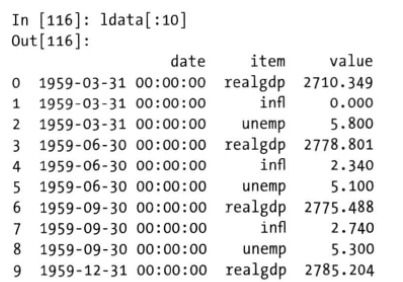 In [116]: ldata[:10]
Out[116]:
date item value
0 1959-03-31 00:00:00 realgdp 2710.349
1 1959-03-31 00:00:00 infl 0.000
2 1959-03-31 00:00:00 unemp 5.800
3 1959-06-30 00:00:00 realgdp 2778.801
4 1959-06-30 00:00:00 infl 2.340
5 1959-06-30 00:00:00 unemp 5.100
6 1959-09-30 00:00:00 realgdp 2775.488
7 1959-09-30 00:00:00 infl 2.740
8 1959-09-30 00:00:00 unemp 5.300
9 1959-12-31 00:00:00 realgdp 2785.204